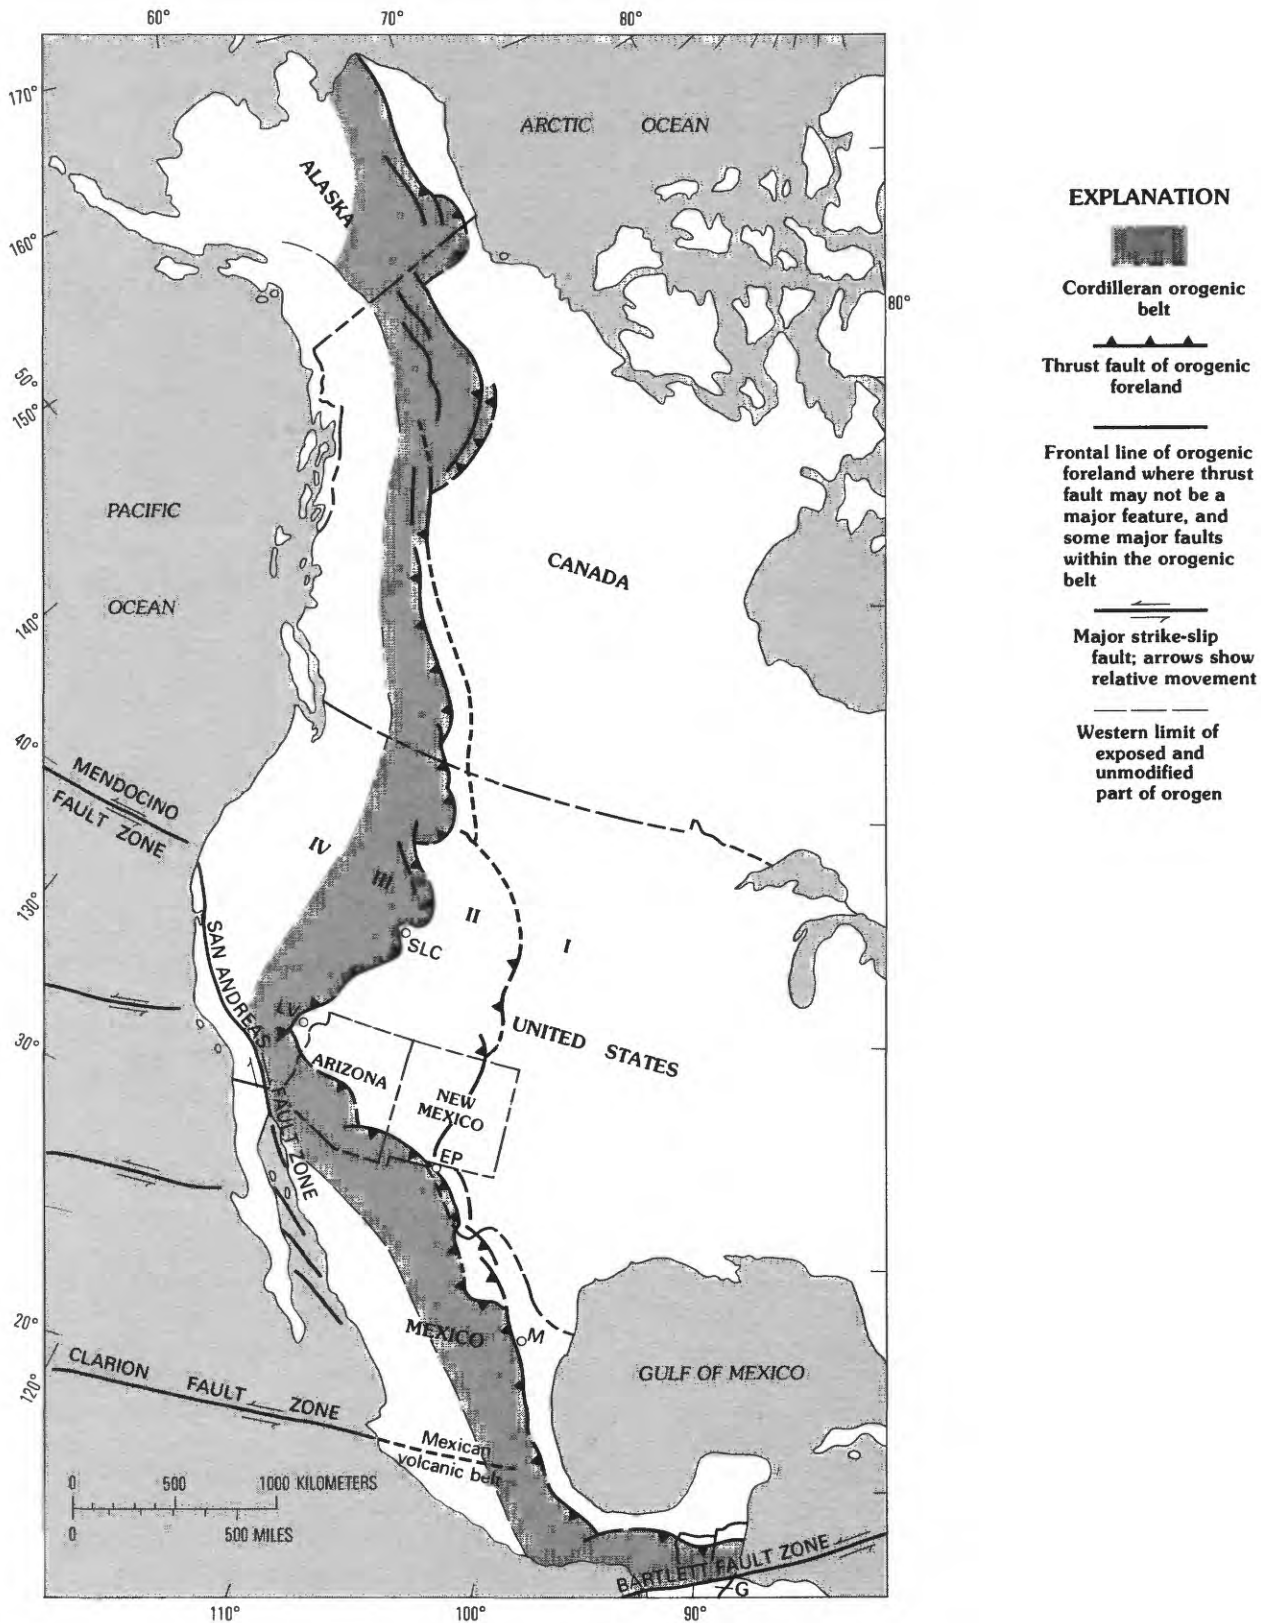 60° 70° 80°
170°
ARCTIC OCEAN
ALASKA
160°
80°
50°
150°
PACIFIC
OCEAN
CANADA
140°
40°
MENDOCINO
FAULT ZONE
IV
III
II
I
130°
SLC
SAN ANDREAS
FAULT ZONE
LV
30°
UNITED STATES
ARIZONA
NEW
MEXICO
EP
20°
MEXICO
M
GULF OF MEXICO
120°
CLARION FAULT ZONE
Mexican
volcanic belt
0 500 1000 KILOMETERS
0 500 MILES
BARTLETT FAULT ZONE
G
110° 100° 90°
EXPLANATION
Cordilleran orogenic
belt
Thrust fault of orogenic
foreland
Frontal line of orogenic
foreland where thrust
fault may not be a
major feature, and
some major faults
within the orogenic
belt
Major strike-slip
fault; arrows show
relative movement
Western limit of
exposed and
unmodified
part of orogen